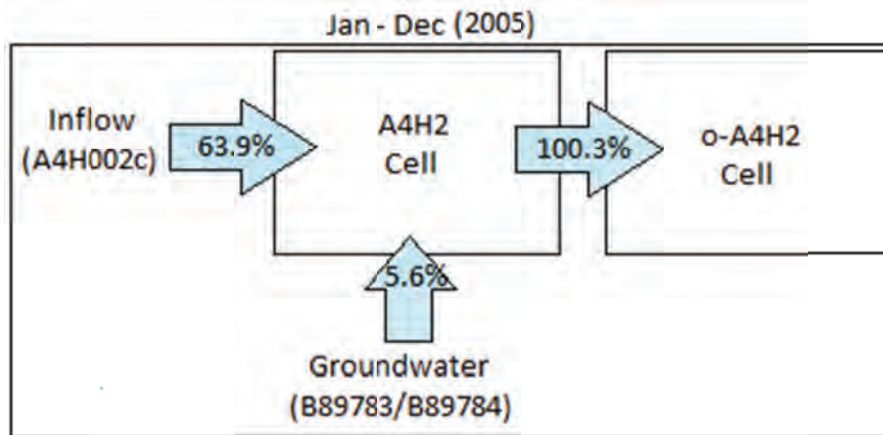 Jan - Dec (2005)
Inflow
(A4H002c)
63.9%
A4H2
Cell
100.3%
o-A4H2
Cell
5.6%
Groundwater
(B89783/B89784)